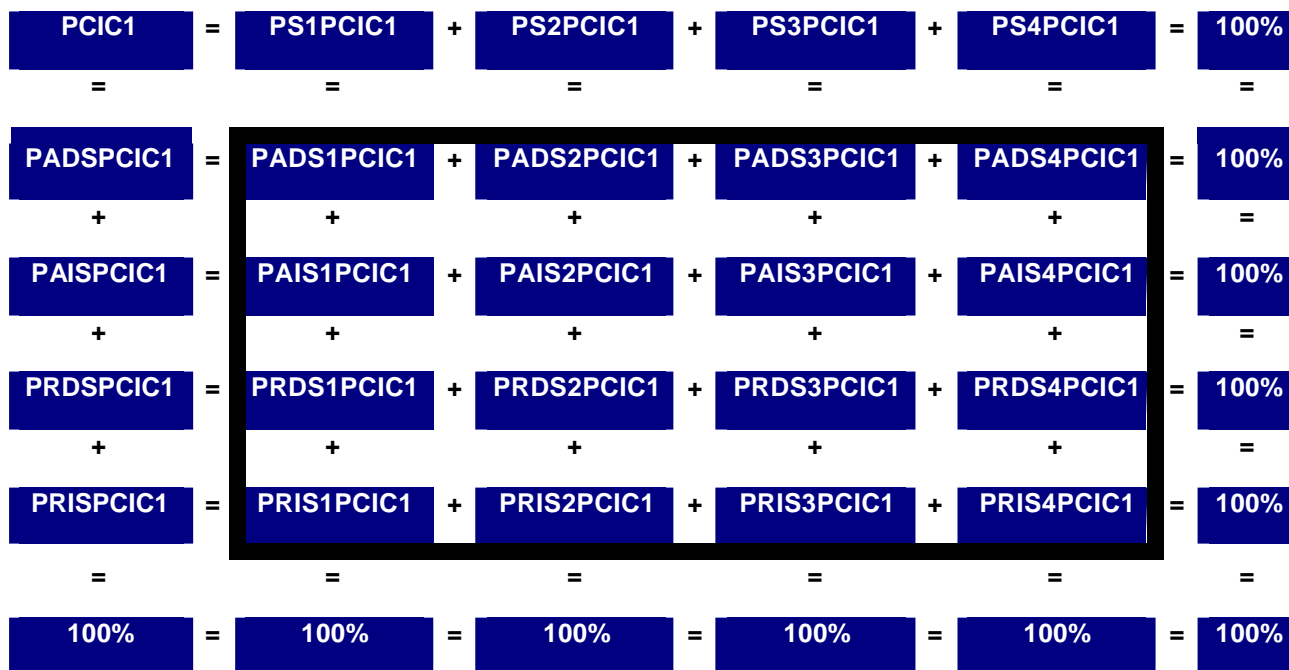 PCIC1 = PS1PCIC1 + PS2PCIC1 + PS3PCIC1 + PS4PCIC1 = 100%
= = = = = =
PADSPCIC1 = PADS1PCIC1 + PADS2PCIC1 + PADS3PCIC1 + PADS4PCIC1 = 100%
+ + + + + =
PAISPCIC1 = PAIS1PCIC1 + PAIS2PCIC1 + PAIS3PCIC1 + PAIS4PCIC1 = 100%
+ + + + + =
PRDSPCIC1 = PRDS1PCIC1 + PRDS2PCIC1 + PRDS3PCIC1 + PRDS4PCIC1 = 100%
+ + + + + =
PRISPCIC1 = PRIS1PCIC1 + PRIS2PCIC1 + PRIS3PCIC1 + PRIS4PCIC1 = 100%
= = = = = =
100% = 100% = 100% = 100% = 100% = 100%